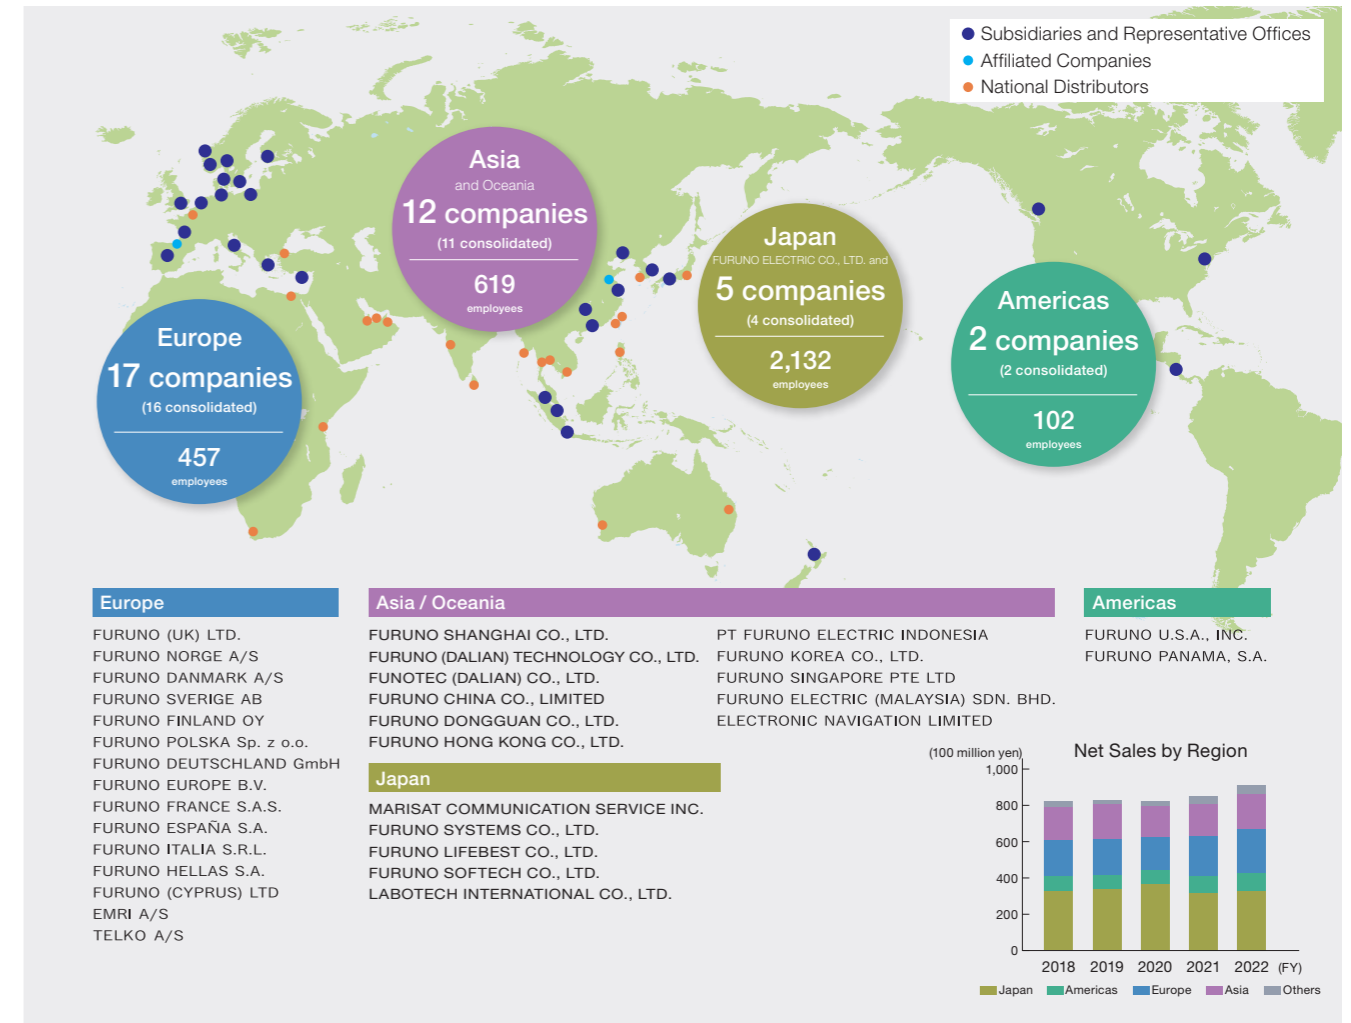 Subsidiaries and Representative Offices
Affiliated Companies
National Distributors
Asia
and Oceania
12 companies
(11 consolidated)
619
employees
Japan
FURUNO ELECTRIC CO., LTD. and
5 companies
(4 consolidated)
2,132
employees
Europe
17 companies
(16 consolidated)
457
employees
Americas
2 companies
(2 consolidated)
102
employees
Europe
FURUNO (UK) LTD.
FURUNO NORGE A/S
FURUNO DANMARK A/S
FURUNO SVERIGE AB
FURUNO FINLAND OY
FURUNO POLSKA Sp. z o.o.
FURUNO DEUTSCHLAND GmbH
FURUNO EUROPE B.V.
FURUNO FRANCE S.A.S.
FURUNO ESPAÑA S.A.
FURUNO ITALIA S.R.L.
FURUNO HELLAS S.A.
FURUNO (CYPRUS) LTD
EMRI A/S
TELKO A/S
Asia / Oceania
FURUNO SHANGHAI CO., LTD.
FURUNO (DALIAN) TECHNOLOGY CO., LTD.
FUNOTEC (DALIAN) CO., LTD.
FURUNO CHINA CO., LIMITED
FURUNO DONGGUAN CO., LTD.
FURUNO HONG KONG CO., LTD.
PT FURUNO ELECTRIC INDONESIA
FURUNO KOREA CO., LTD.
FURUNO SINGAPORE PTE LTD
FURUNO ELECTRIC (MALAYSIA) SDN. BHD.
ELECTRONIC NAVIGATION LIMITED
Japan
MARISAT COMMUNICATION SERVICE INC.
FURUNO SYSTEMS CO., LTD.
FURUNO LIFEBEST CO., LTD.
FURUNO SOFTECH CO., LTD.
LABOTECH INTERNATIONAL CO., LTD.
Americas
FURUNO U.S.A., INC.
FURUNO PANAMA, S.A.
Net Sales by Region
(100 million yen)
1,000
800
600
400
200
0
2018 2019 2020 2021 2022 (FY)
Japan Americas Europe Asia Others